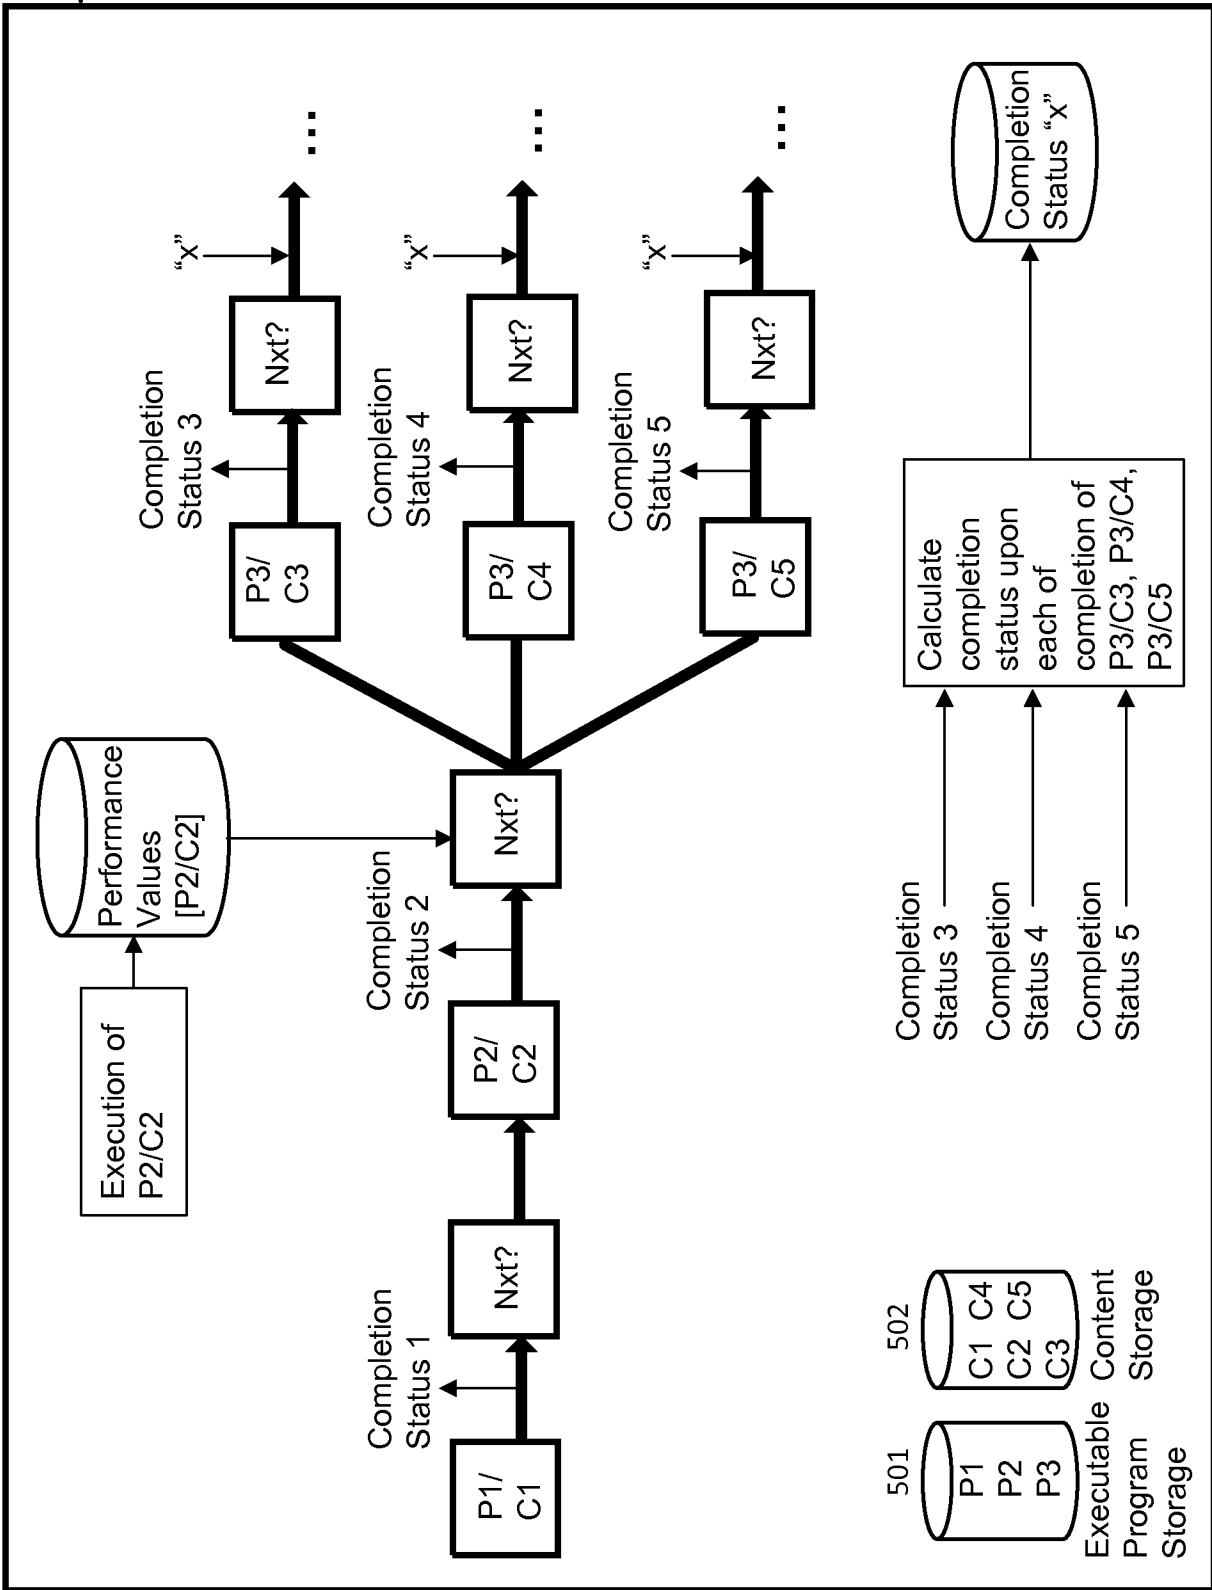 Execution of
P2/C2
Performance
Values
[P2/C2]
Completion
Status 3
P3/
C3
Nxt?
“x”
...
Completion
Status 1
P1/
C1
Nxt?
P2/
C2
Completion
Status 2
Nxt?
Completion
Status 4
P3/
C4
Nxt?
“x”
...
Completion
Status 5
P3/
C5
Nxt?
“x”
...
501
P1
P2
P3
Executable
Program
Storage
502
C1 C4
C2 C5
C3
Content
Storage
Completion
Status 3
Completion
Status 4
Completion
Status 5
Calculate
completion
status upon
each of
completion of
P3/C3, P3/C4,
P3/C5
Completion
Status “x”